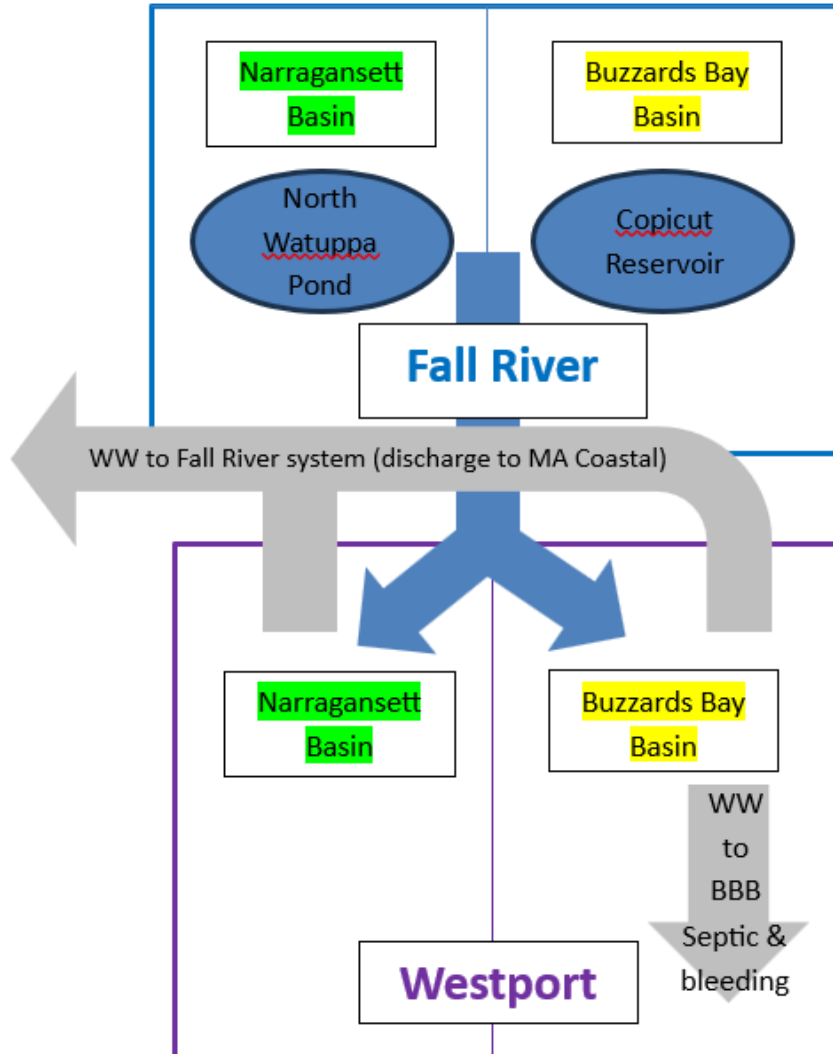 Narragansett
Basin
Buzzards Bay
Basin
North
Watuppa
Pond
Copicut
Reservoir
Fall River
WW to Fall River system (discharge to MA Coastal)
Narragansett
Basin
Buzzards Bay
Basin
WW
to
BBB
Septic &
bleeding
Westport